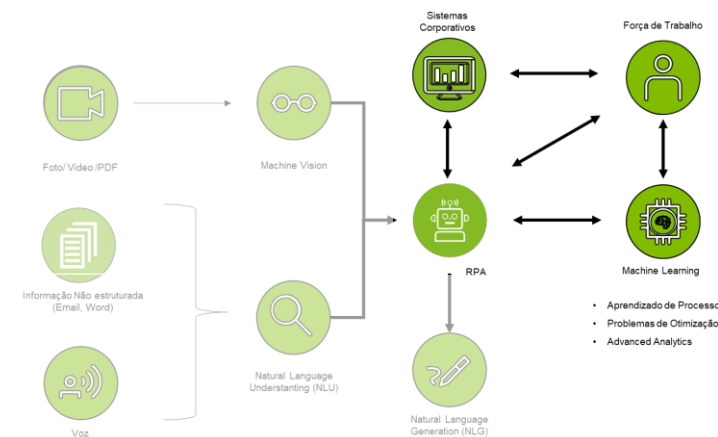 Sistemas
Corporativos
Força de Trabalho
Foto/ Video /PDF
Machine Vision
RPA
Machine Learning
Informação Não estruturada
(Email, Word)
• Aprendizado de Processo
• Problemas de Otimização
• Advanced Analytics
Natural Language
Understanting (NLU)
Voz
Natural Language
Generation (NLG)